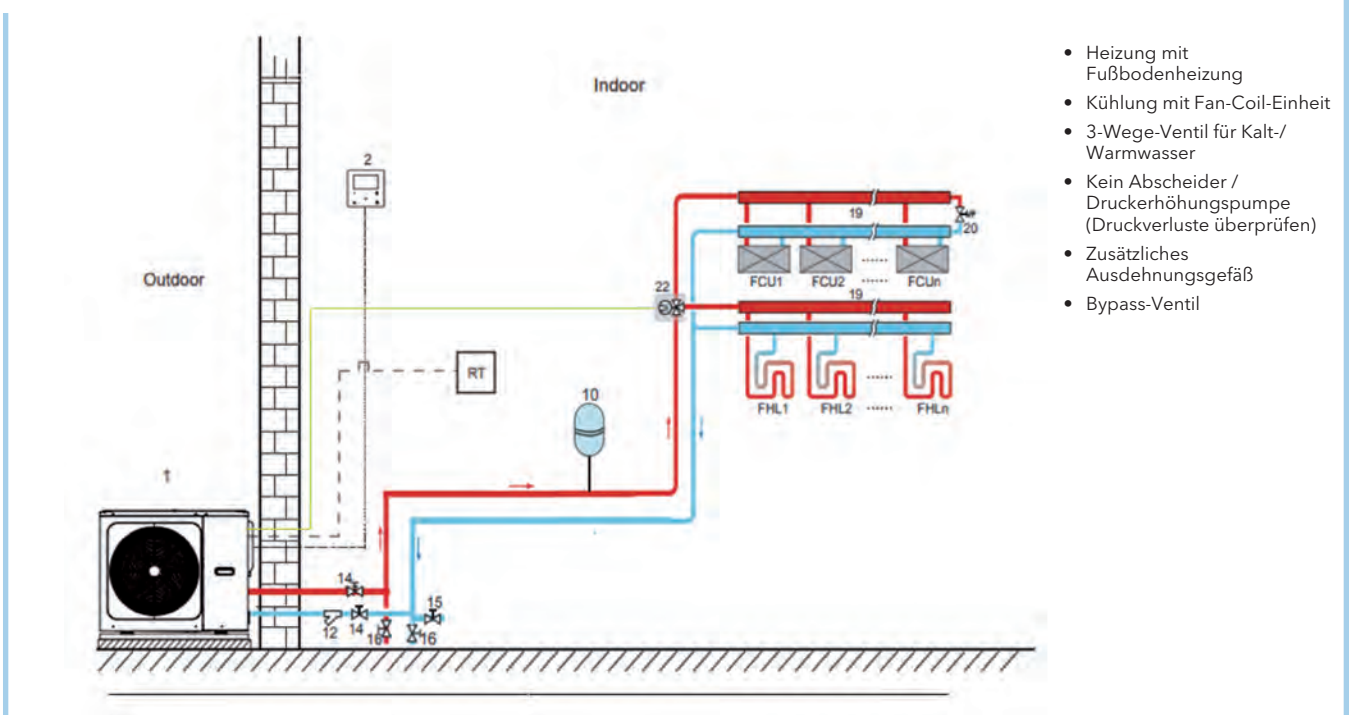 Indoor
2
Outdoor
19
20
FCU1 FCU2 ...... FCUn
22
19
RT
10
FHL1 FHL2 ...... FHLn
1
14
15
12
14
16
16
• Heizung mit
Fußbodenheizung
• Kühlung mit Fan-Coil-Einheit
• 3-Wege-Ventil für Kalt-/
Warmwasser
• Kein Abscheider /
Druckerhöhungspumpe
(Druckverluste überprüfen)
• Zusätzliches
Ausdehnungsgefäß
• Bypass-Ventil